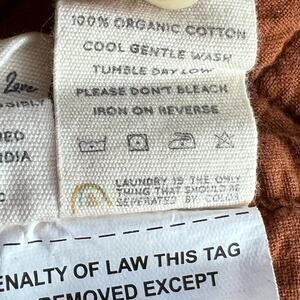 100% ORGANIC COTTON
COOL GENTLE WASH
TUMBLE DRY LOW
PLEASE DON'T BLEACH
IRON ON REVERSE
LAUNDRY IS THE ONLY
THING THAT SHOULD BE
SEPERATED BY COLOR
Love
ENALTY OF LAW THIS TAG
REMOVED EXCEPT